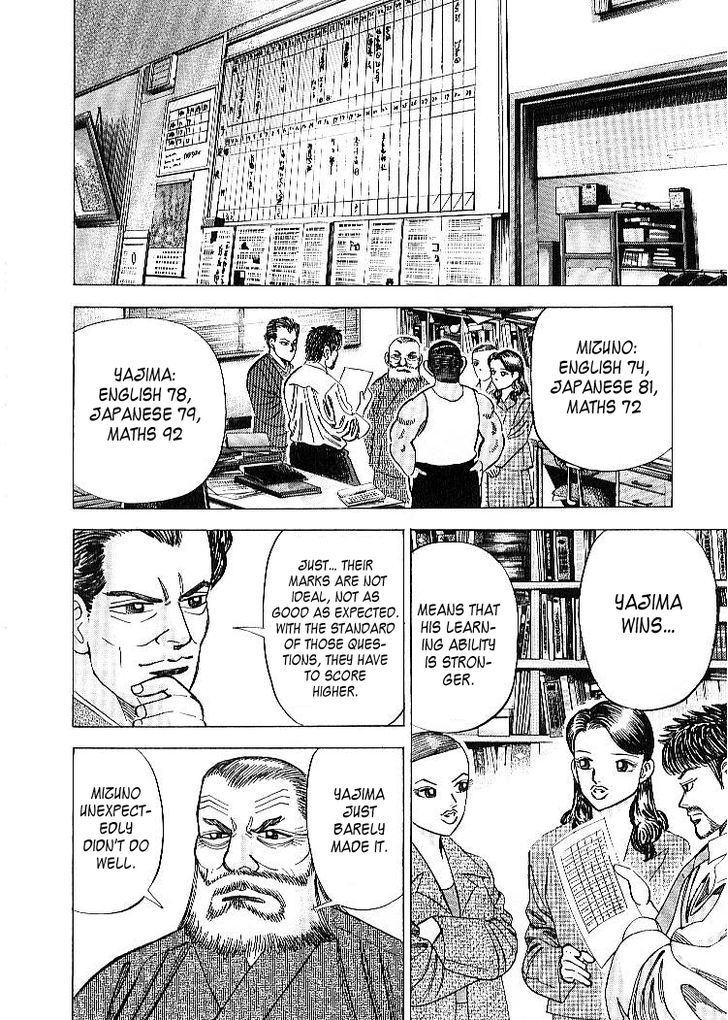 MIZUNO:
ENGLISH 74,
JAPANESE 81,
MATHS 72
YAJIMA:
ENGLISH 78,
JAPANESE 79,
MATHS 92
YAJIMA
WINS...
MEANS THAT
HIS LEARN-
ING ABILITY
IS STRON-
GER.
JUST... THEIR
MARKS ARE NOT
IDEAL, NOT AS
GOOD AS EXPECTED.
WITH THE STANDARD
OF THOSE QUES-
TIONS, THEY HAVE
TO SCORE
HIGHER.
YAJIMA
JUST
BARELY
MADE IT.
MIZUNO
UNEXPECT-
EDLY
DIDN'T DO
WELL.